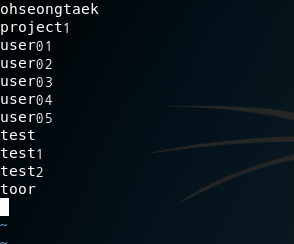 ohseongtaek
project1
user01
user02
user03
user04
user05
test
test1
test2
toor
~
~